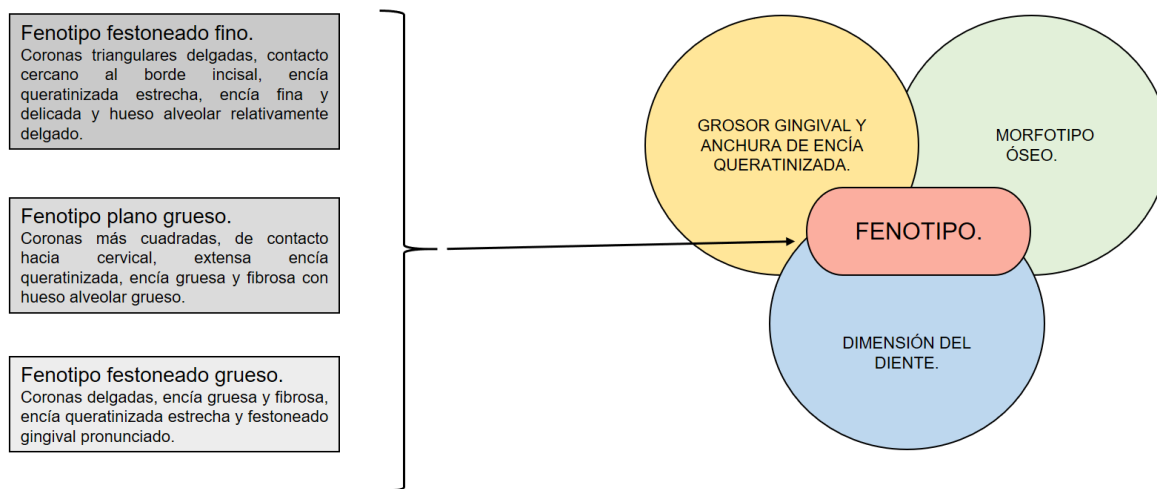 Fenotipo festoneado fino.
Coronas triangulares delgadas, contacto
cercano al borde incisal, encía
queratinizada estrecha, encía fina y
delicada y hueso alveolar relativamente
delgado.
Fenotipo plano grueso.
Coronas más cuadradas, de contacto
hacia cervical, extensa encía
queratinizada, encía gruesa y fibrosa con
hueso alveolar grueso.
Fenotipo festoneado grueso.
Coronas delgadas, encía gruesa y fibrosa,
encía queratinizada estrecha y festoneado
gingival pronunciado.
GROSOR GINGIVAL Y
ANCHURA DE ENCÍA
QUERATINIZADA.
MORFOTIPO
ÓSEO.
FENOTIPO.
DIMENSIÓN DEL
DIENTE.